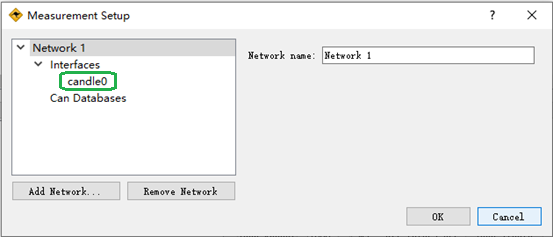 Measurement Setup
Network 1
Interfaces
candle0
Can Databases
Network name: Network 1
Add Network...
Remove Network
OK
Cancel